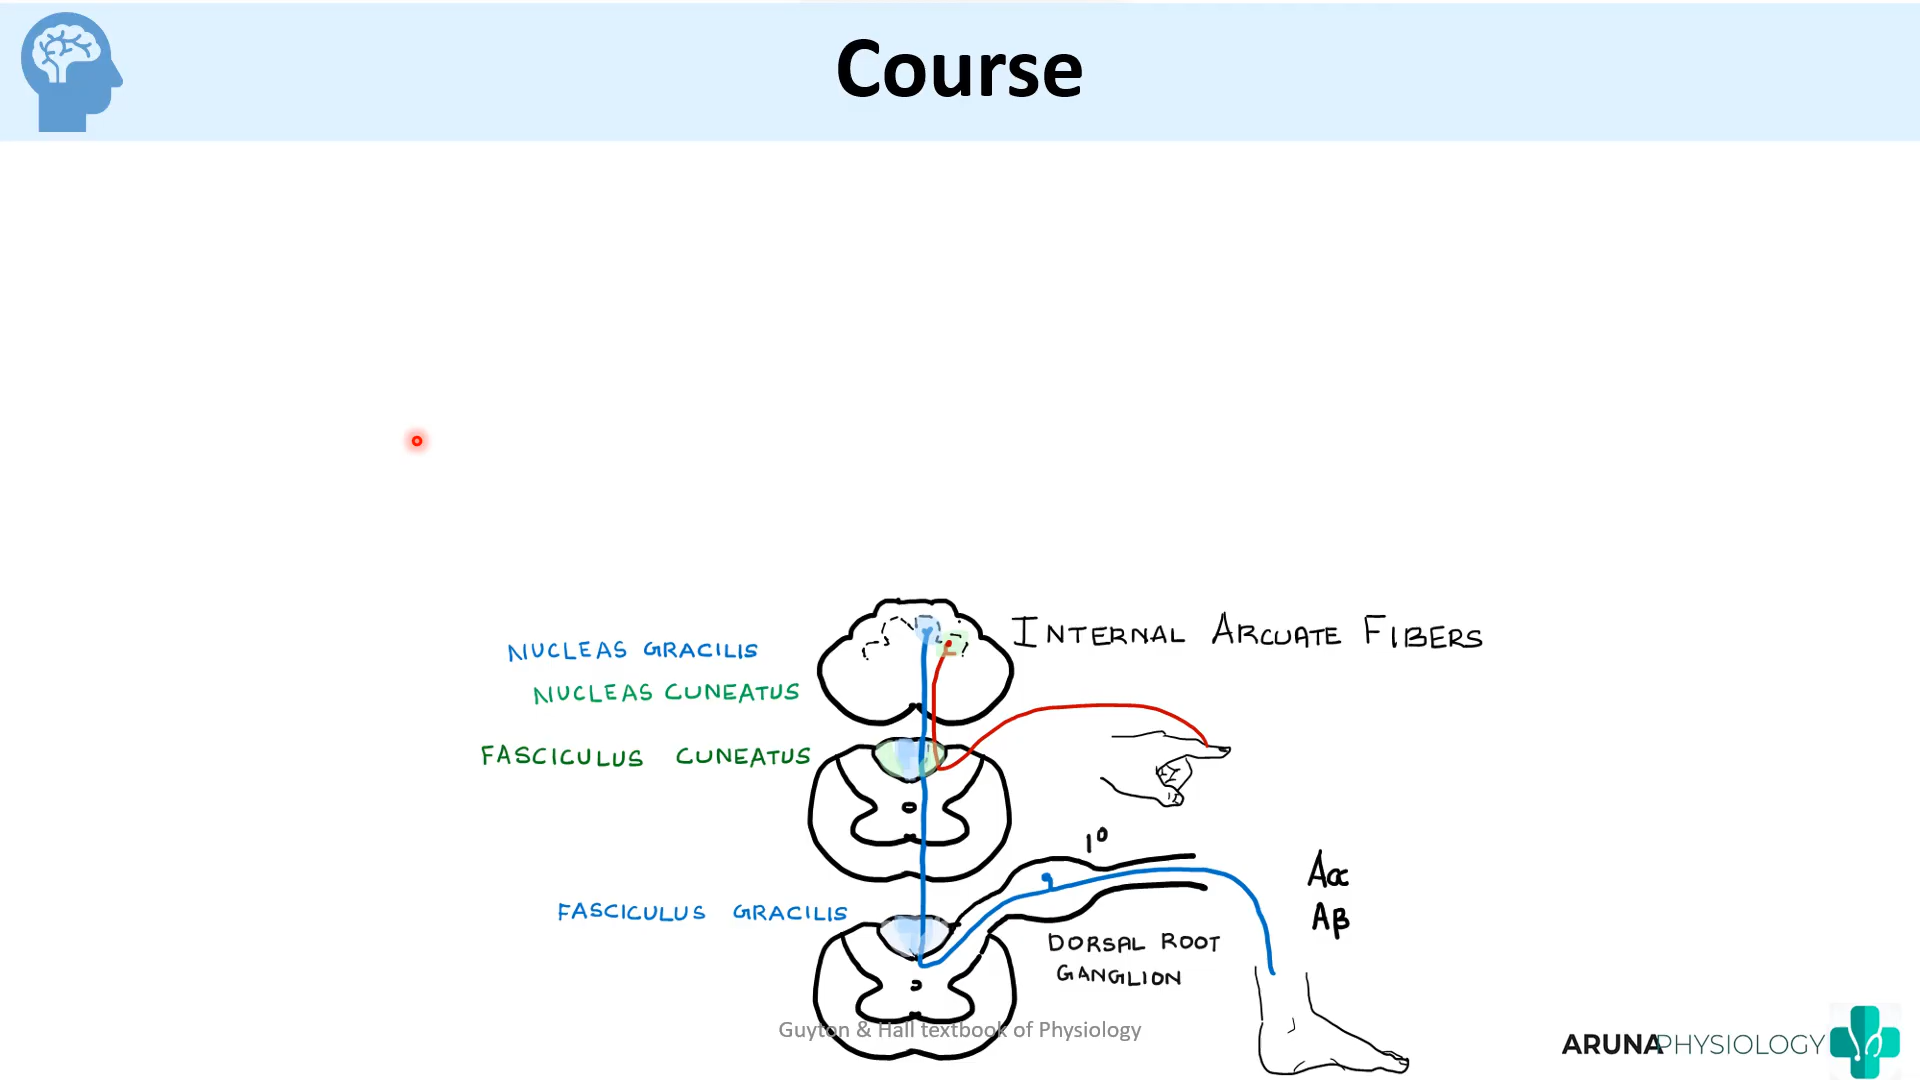 Course
NUCLEAS GRACILIS
INTERNAL ARCUATE FIBERS
NUCLEAS CUNEATUS
FASCICULUS CUNEATUS
1°
Aα
Aβ
FASCICULUS GRACILIS
DORSAL ROOT
GANGLION
Guyton & Hall textbook of Physiology
ARUNAPHYSIOLOGY